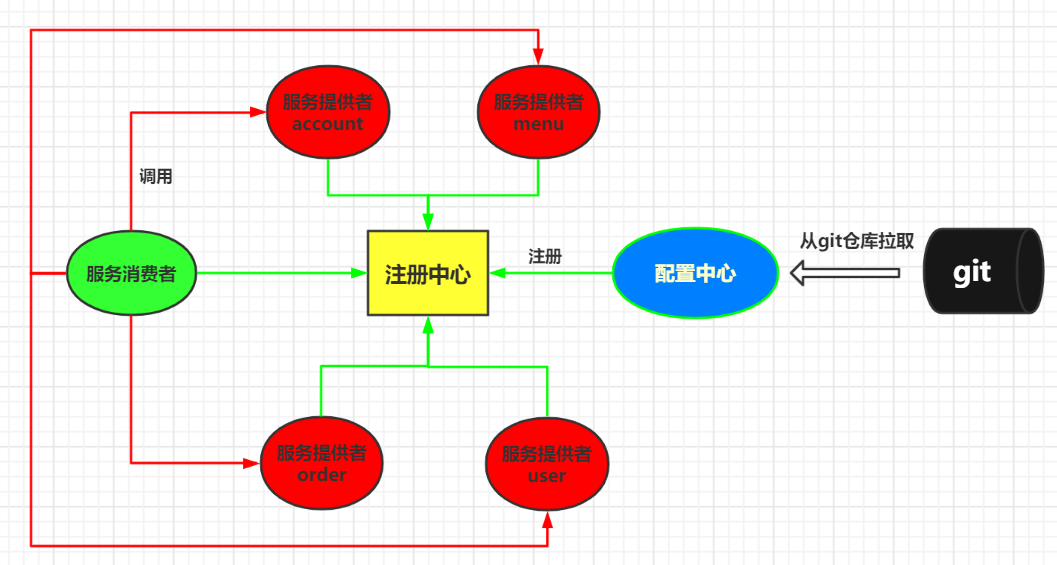 服务提供者
account
服务提供者
menu
调用
服务消费者
注册中心
注册
配置中心
从git仓库拉取
git
服务提供者
order
服务提供者
user